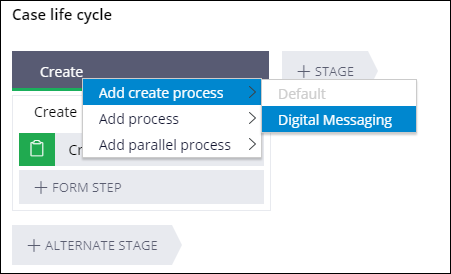 Case life cycle
Create
+ STAGE
Add create process
Default
Create
Add process
Digital Messaging
Cr
Add parallel process
+ FORM STEP
+ ALTERNATE STAGE